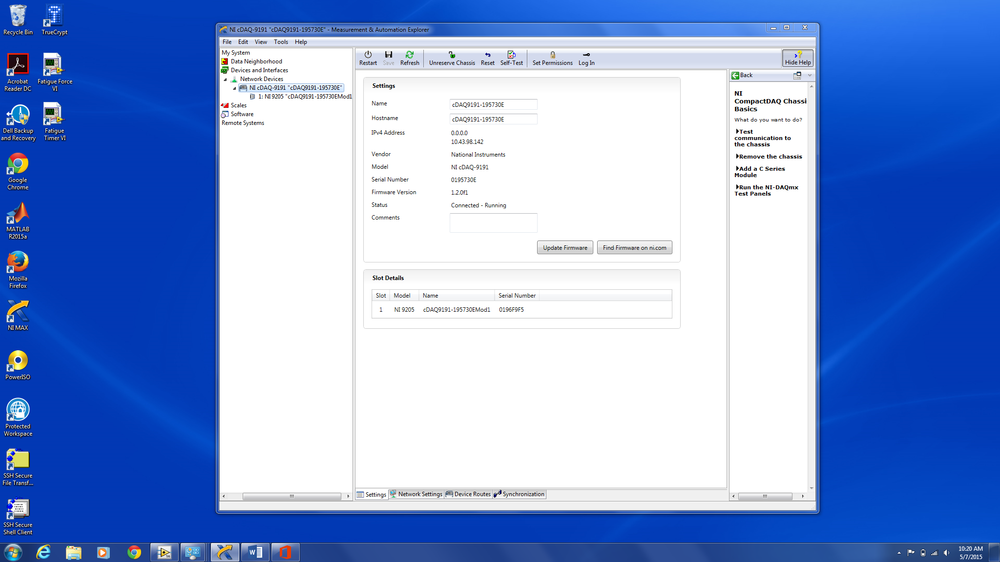 Recycle Bin
TrueCrypt
Acrobat
Reader DC
Fatigue Force
VI
Dell Backup
and Recovery
Fatigue
Timer VI
Google
Chrome
MATLAB
R2015a
Mozilla
Firefox
NI MAX
PowerISO
Protected
Workspace
SSH Secure
File Transf...
SSH Secure
Shell Client
NI cDAQ-9191 "cDAQ9191-195730E" - Measurement & Automation Explorer
File Edit View Tools Help
My System
Data Neighborhood
Devices and Interfaces
Network Devices
NI cDAQ-9191 "cDAQ9191-195730E"
1: NI 9205 "cDAQ9191-195730EMod1
Scales
Software
Remote Systems
Restart Save Refresh Unreserve Chassis Reset Self-Test Set Permissions Log In Hide Help
Settings
Name cDAQ9191-195730E
Hostname cDAQ9191-195730E
IPv4 Address 0.0.0.0
10.43.98.142
Vendor National Instruments
Model NI cDAQ-9191
Serial Number 0195730E
Firmware Version 1.2.0f1
Status Connected - Running
Comments
Update Firmware Find Firmware on ni.com
Slot Details
Slot Model Name Serial Number
1 NI 9205 cDAQ9191-195730EMod1 0196F9F5
Settings Network Settings Device Routes Synchronization
Back
NI
CompactDAQ Chassi
Basics
What do you want to do?
Test
communication to
the chassis
Remove the chassis
Add a C Series
Module
Run the NI-DAQmx
Test Panels
14
W
10:20 AM
5/7/2015